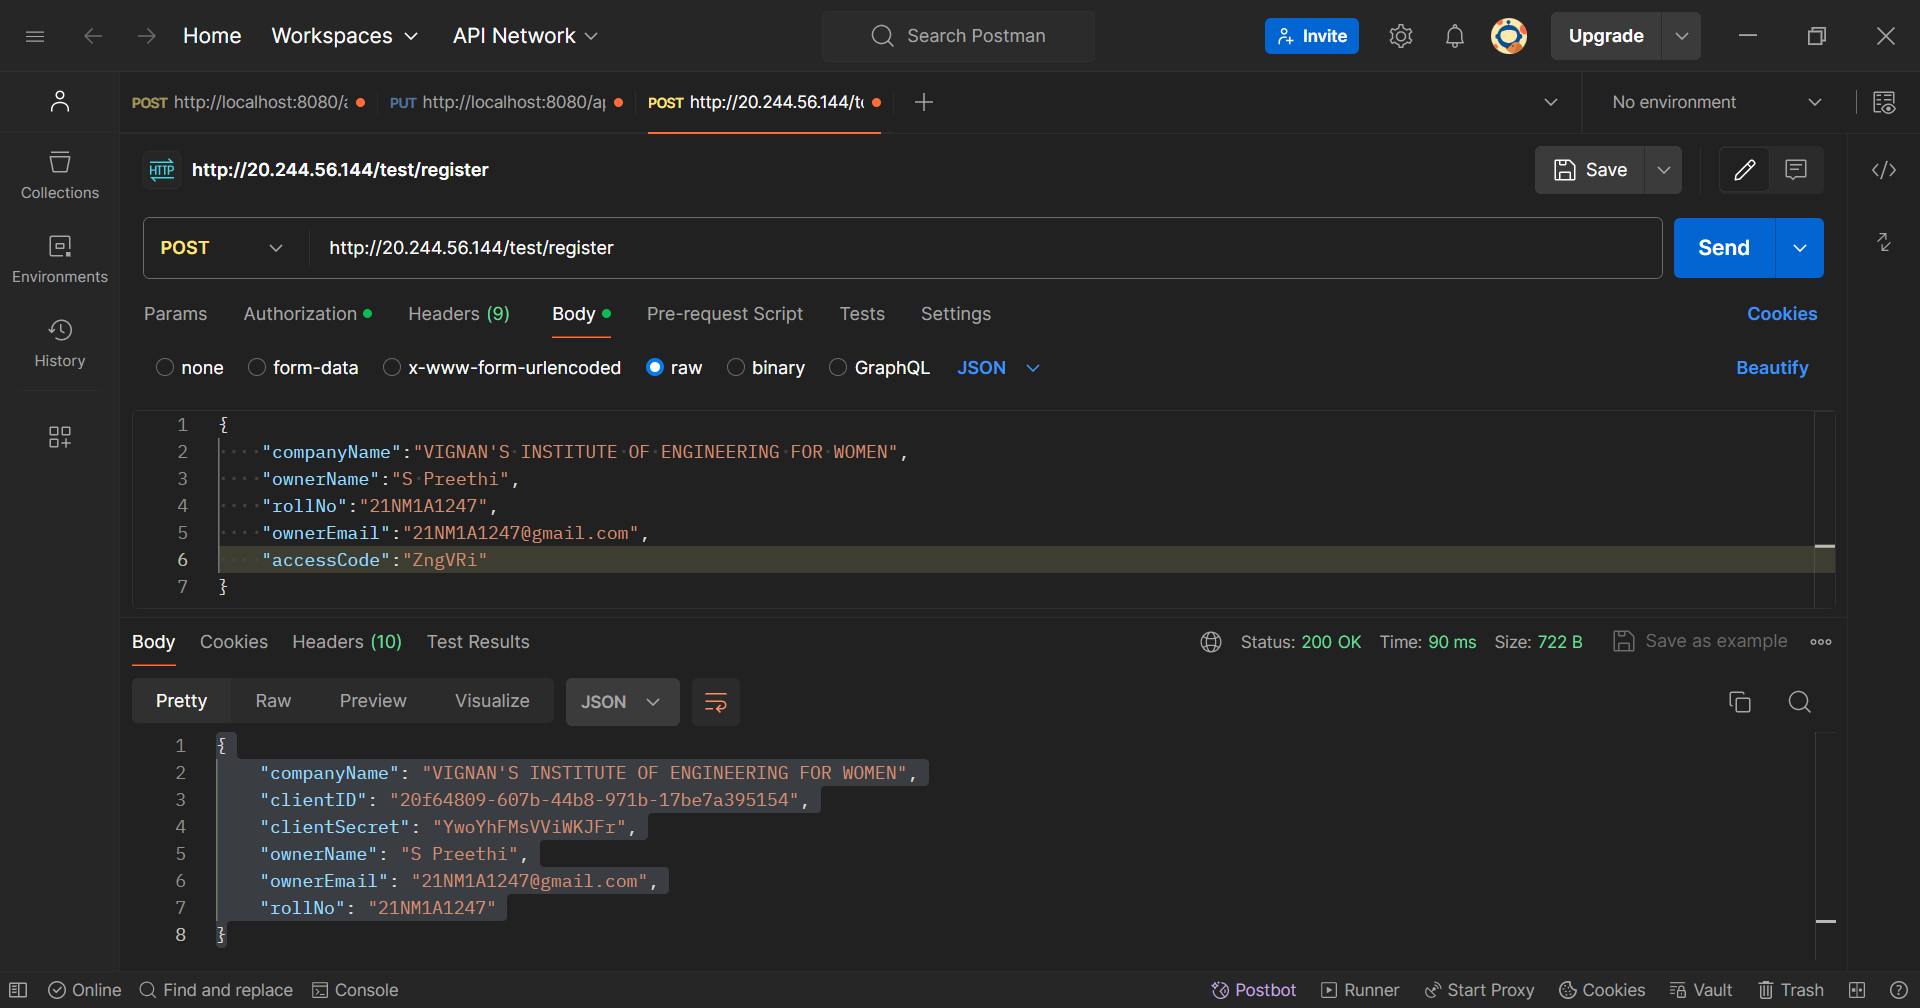 Home Workspaces API Network Search Postman Invite Upgrade
POST http://localhost:8080/a PUT http://localhost:8080/ap POST http://20.244.56.144/te No environment
HTTP http://20.244.56.144/test/register Save
Collections
POST http://20.244.56.144/test/register Send
Environments
Params Authorization Headers (9) Body Pre-request Script Tests Settings Cookies
History
none form-data x-www-form-urlencoded raw binary GraphQL JSON Beautify
1 {
2 "companyName":"VIGNAN'S INSTITUTE OF ENGINEERING FOR WOMEN",
3 "ownerName":"S Preethi",
4 "rollNo":"21NM1A1247",
5 "ownerEmail":"21NM1A1247@gmail.com",
6 "accessCode":"ZngVRi"
7 }
Body Cookies Headers (10) Test Results Status: 200 OK Time: 90 ms Size: 722 B Save as example
Pretty Raw Preview Visualize JSON
1 {
2 "companyName": "VIGNAN'S INSTITUTE OF ENGINEERING FOR WOMEN",
3 "clientID": "20f64809-607b-44b8-971b-17be7a395154",
4 "clientSecret": "YwoYhFMsVViWKJFr",
5 "ownerName": "S Preethi",
6 "ownerEmail": "21NM1A1247@gmail.com",
7 "rollNo": "21NM1A1247"
8 }
Online Find and replace Console Postbot Runner Start Proxy Cookies Vault Trash